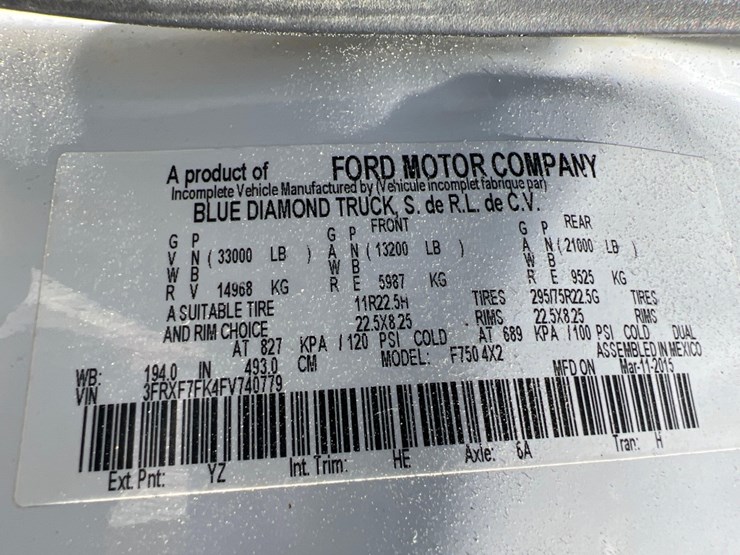 A product of FORD MOTOR COMPANY
Incomplete Vehicle Manufactured by (Vehicule incomplet fabrique par)
BLUE DIAMOND TRUCK, S. de R.L. de C.V.
FRONT REAR
G P G P G P
V N ( 33000 LB ) A N ( 13200 LB ) A N ( 21000 LB )
W B W B W B
R V 14968 KG R E 5987 KG R E 9525 KG
A SUITABLE TIRE 11R22.5H TIRES 295/75R22.5G TIRES
AND RIM CHOICE 22.5X8.25 RIMS 22.5X8.25 RIMS
AT 827 KPA / 120 PSI COLD AT 689 KPA / 100 PSI COLD DUAL
WB: 194.0 IN 493.0 CM MODEL: F750 4X2 ASSEMBLED IN MEXICO
VIN 3FRXF7FK4FV740779 MFD ON Mar-11-2015
Ext. Pnt: YZ Int. Trim: HE Axle: 6A Tran: H